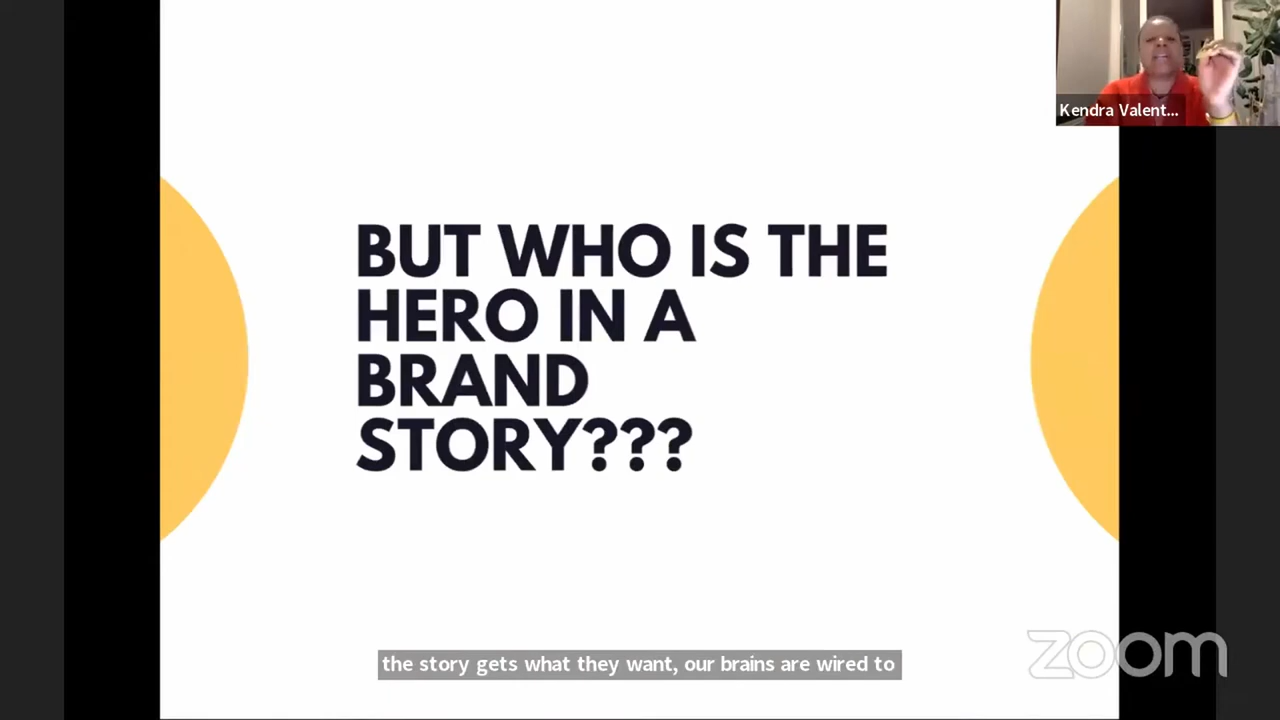 Kendra Valent...
BUT WHO IS THE
HERO IN A
BRAND
STORY???
the story gets what they want, our brains are wired to
zoom